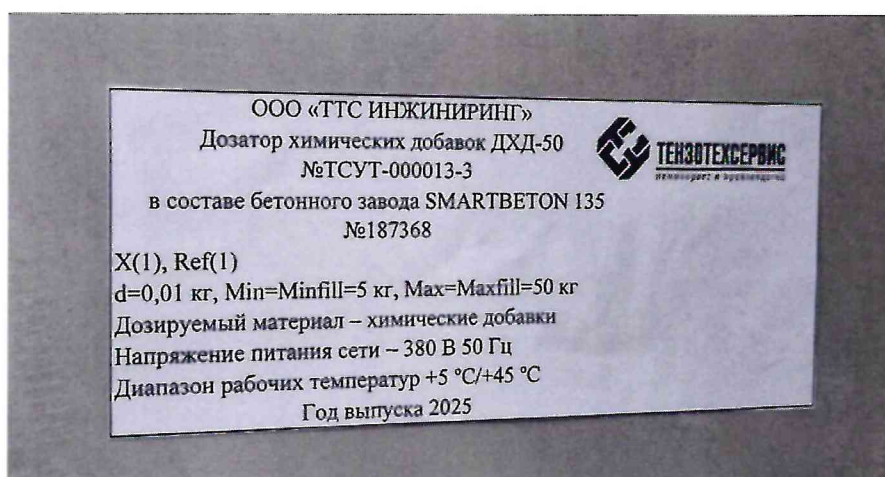 ООО «ТТС ИНЖИНИРИНГ»
Дозатор химических добавок ДХД-50
№ТСУТ-000013-3
в составе бетонного завода SMARTBETON 135
№187368
ТЕНЗОТЕХСЕРВИС
X(1), Ref(1)
d=0,01 кг, Min=Minfill=5 кг, Max=Maxfill=50 кг
Дозируемый материал – химические добавки
Напряжение питания сети – 380 В 50 Гц
Диапазон рабочих температур +5 °C/+45 °C
Год выпуска 2025